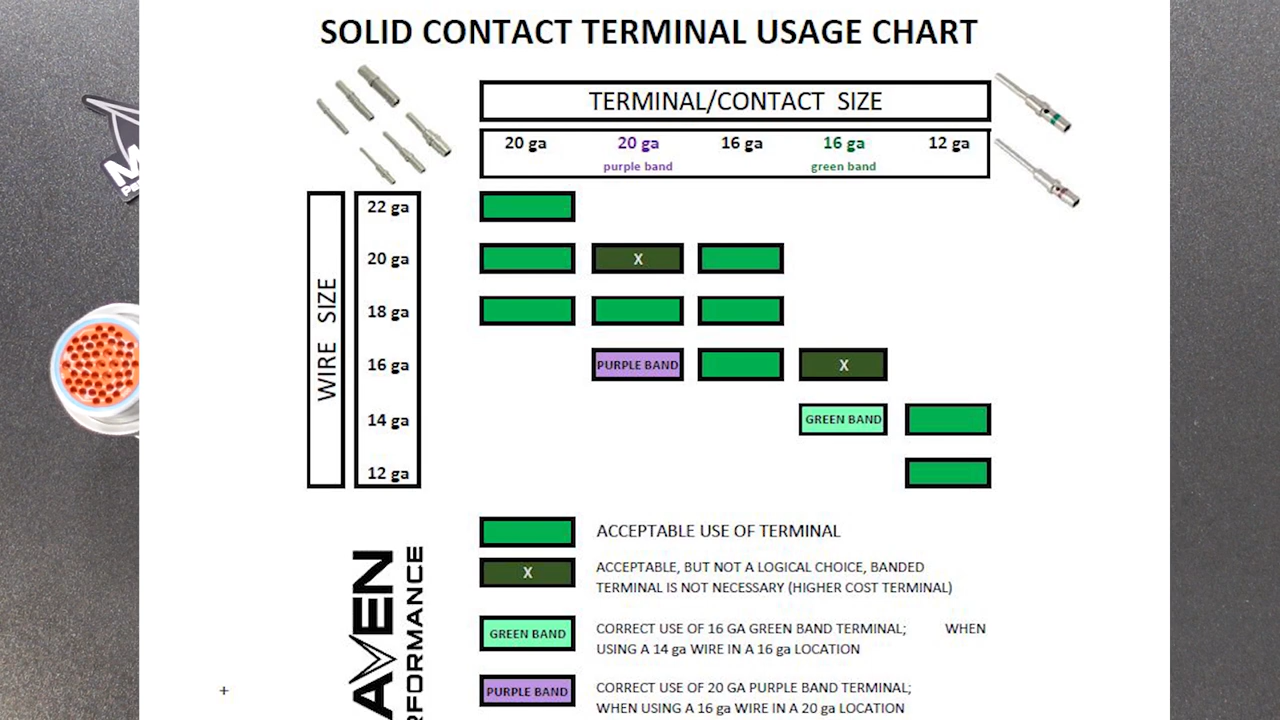 SOLID CONTACT TERMINAL USAGE CHART
TERMINAL/CONTACT SIZE
20 ga 20 ga 16 ga 16 ga 12 ga
purple band green band
WIRE SIZE
22 ga
20 ga X
18 ga
16 ga PURPLE BAND X
14 ga GREEN BAND
12 ga
ACCEPTABLE USE OF TERMINAL
X ACCEPTABLE, BUT NOT A LOGICAL CHOICE, BANDED
TERMINAL IS NOT NECESSARY (HIGHER COST TERMINAL)
GREEN BAND CORRECT USE OF 16 GA GREEN BAND TERMINAL; WHEN
USING A 14 ga WIRE IN A 16 ga LOCATION
PURPLE BAND CORRECT USE OF 20 GA PURPLE BAND TERMINAL;
WHEN USING A 16 ga WIRE IN A 20 ga LOCATION
AVEN
RFORMANCE